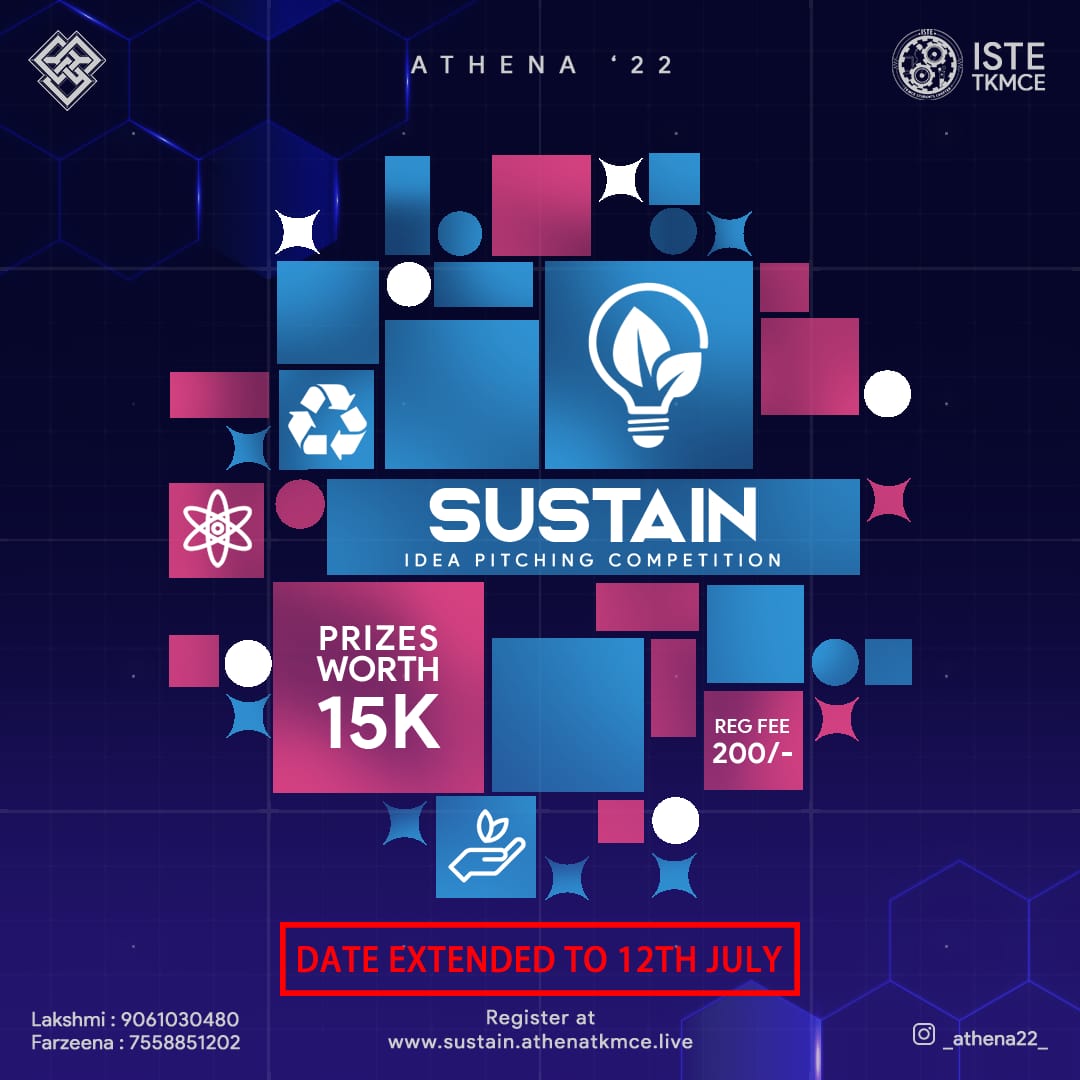 ATHENA ‘22
ISTE
TKMCE
SUSTAIN
IDEA PITCHING COMPETITION
PRIZES
WORTH
15K
REG FEE
200/-
DATE EXTENDED TO 12TH JULY
Lakshmi : 9061030480
Farzeena : 7558851202
Register at
www.sustain.athenatkmce.live
_athena22_